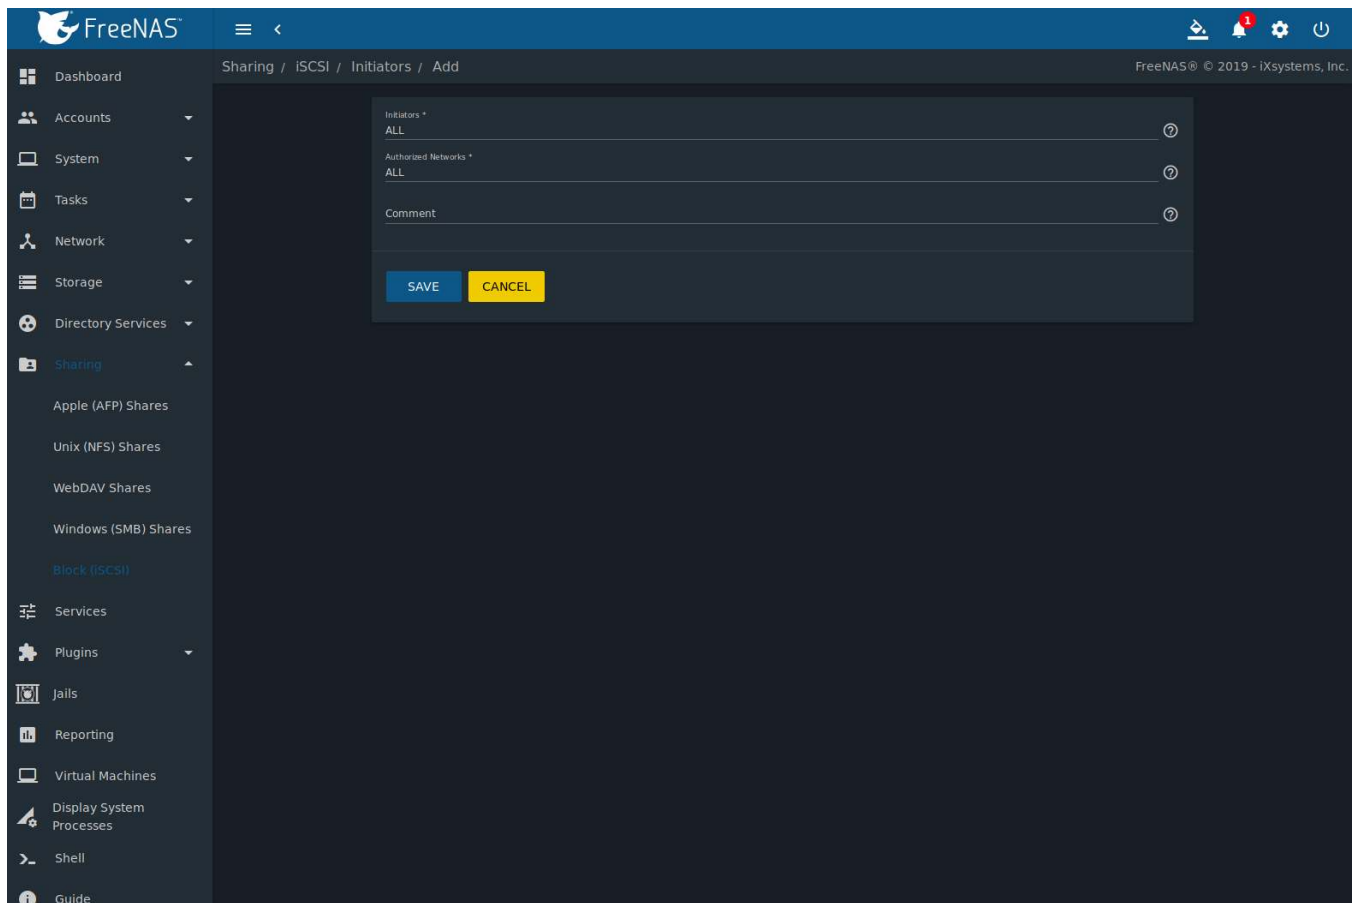 FreeNAS™
1
Sharing / iSCSI / Initiators / Add
FreeNAS® © 2019 - iXsystems, Inc.
Dashboard
Accounts
System
Tasks
Network
Storage
Directory Services
Sharing
Apple (AFP) Shares
Unix (NFS) Shares
WebDAV Shares
Windows (SMB) Shares
Block (iSCSI)
Services
Plugins
Jails
Reporting
Virtual Machines
Display System
Processes
Shell
Guide
Initiators *
ALL
Authorized Networks *
ALL
Comment
SAVE
CANCEL